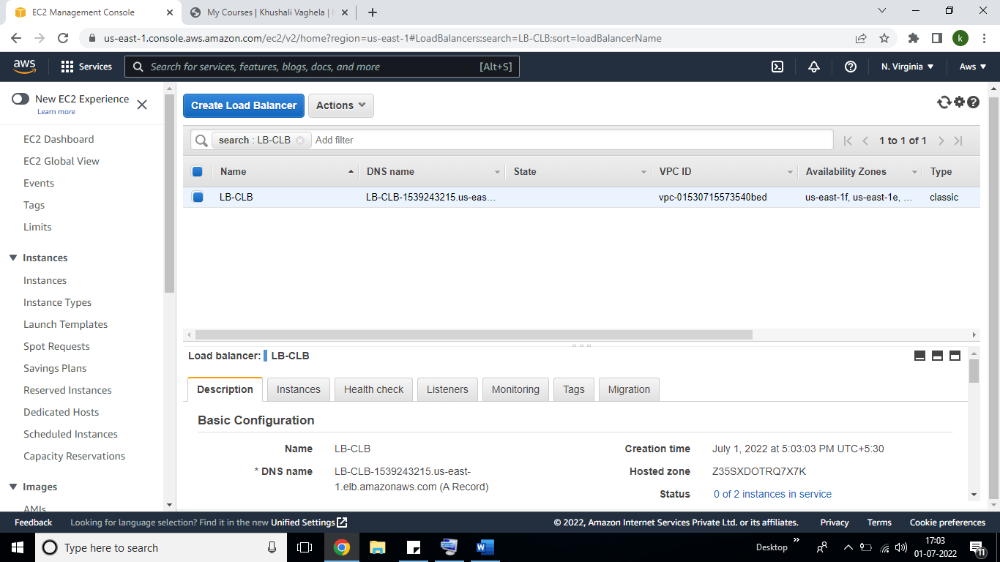 EC2 Management Console
My Courses | Khushali Vaghela |
us-east-1.console.aws.amazon.com/ec2/v2/home?region=us-east-1#LoadBalancers:search=LB-CLB;sort=loadBalancerName
k
aws
Services
Search for services, features, blogs, docs, and more
[Alt+S]
N. Virginia
Aws
New EC2 Experience
Learn more
EC2 Dashboard
EC2 Global View
Events
Tags
Limits
Instances
Instances
Instance Types
Launch Templates
Spot Requests
Savings Plans
Reserved Instances
Dedicated Hosts
Scheduled Instances
Capacity Reservations
Images
AMIs
Create Load Balancer
Actions
search : LB-CLB
Add filter
1 to 1 of 1
Name DNS name State VPC ID Availability Zones Type
LB-CLB LB-CLB-1539243215.us-eas... vpc-01530715573540bed us-east-1f, us-east-1e, ... classic
Load balancer: LB-CLB
Description Instances Health check Listeners Monitoring Tags Migration
Basic Configuration
Name LB-CLB
* DNS name LB-CLB-1539243215.us-east-
1.elb.amazonaws.com (A Record)
Creation time July 1, 2022 at 5:03:03 PM UTC+5:30
Hosted zone Z35SXDOTRQ7X7K
Status 0 of 2 instances in service
Feedback
Looking for language selection? Find it in the new Unified Settings
© 2022, Amazon Internet Services Private Ltd. or its affiliates.
Privacy
Terms
Cookie preferences
Type here to search
Desktop
17:03
01-07-2022
11